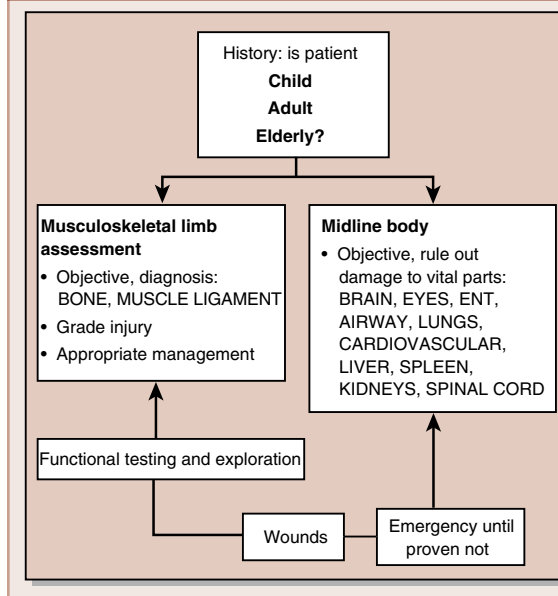 History: is patient
Child
Adult
Elderly?
Musculoskeletal limb
assessment
• Objective, diagnosis:
BONE, MUSCLE LIGAMENT
• Grade injury
• Appropriate management
Midline body
• Objective, rule out
damage to vital parts:
BRAIN, EYES, ENT,
AIRWAY, LUNGS,
CARDIOVASCULAR,
LIVER, SPLEEN,
KIDNEYS, SPINAL CORD
Functional testing and exploration
Wounds
Emergency until
proven not